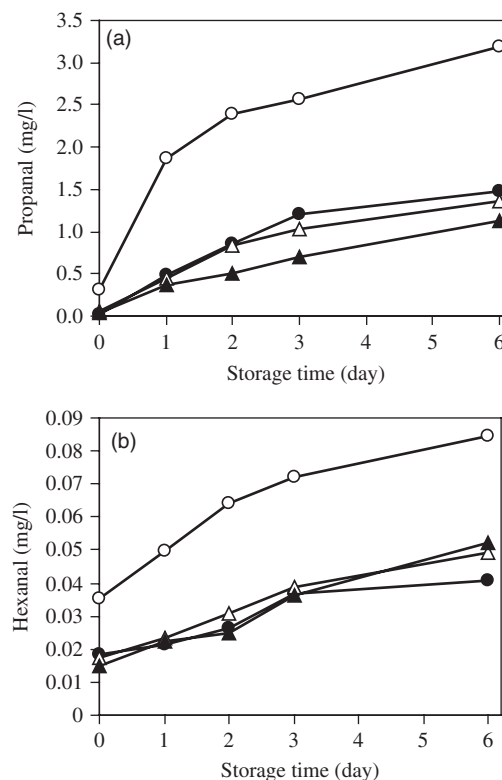 (a)
Propanal (mg/l)
3.5
3.0
2.5
2.0
1.5
1.0
0.5
0.0
0 1 2 3 4 5 6
Storage time (day)
(b)
Hexanal (mg/l)
0.09
0.08
0.07
0.06
0.05
0.04
0.03
0.02
0.01
0
0 1 2 3 4 5 6
Storage time (day)